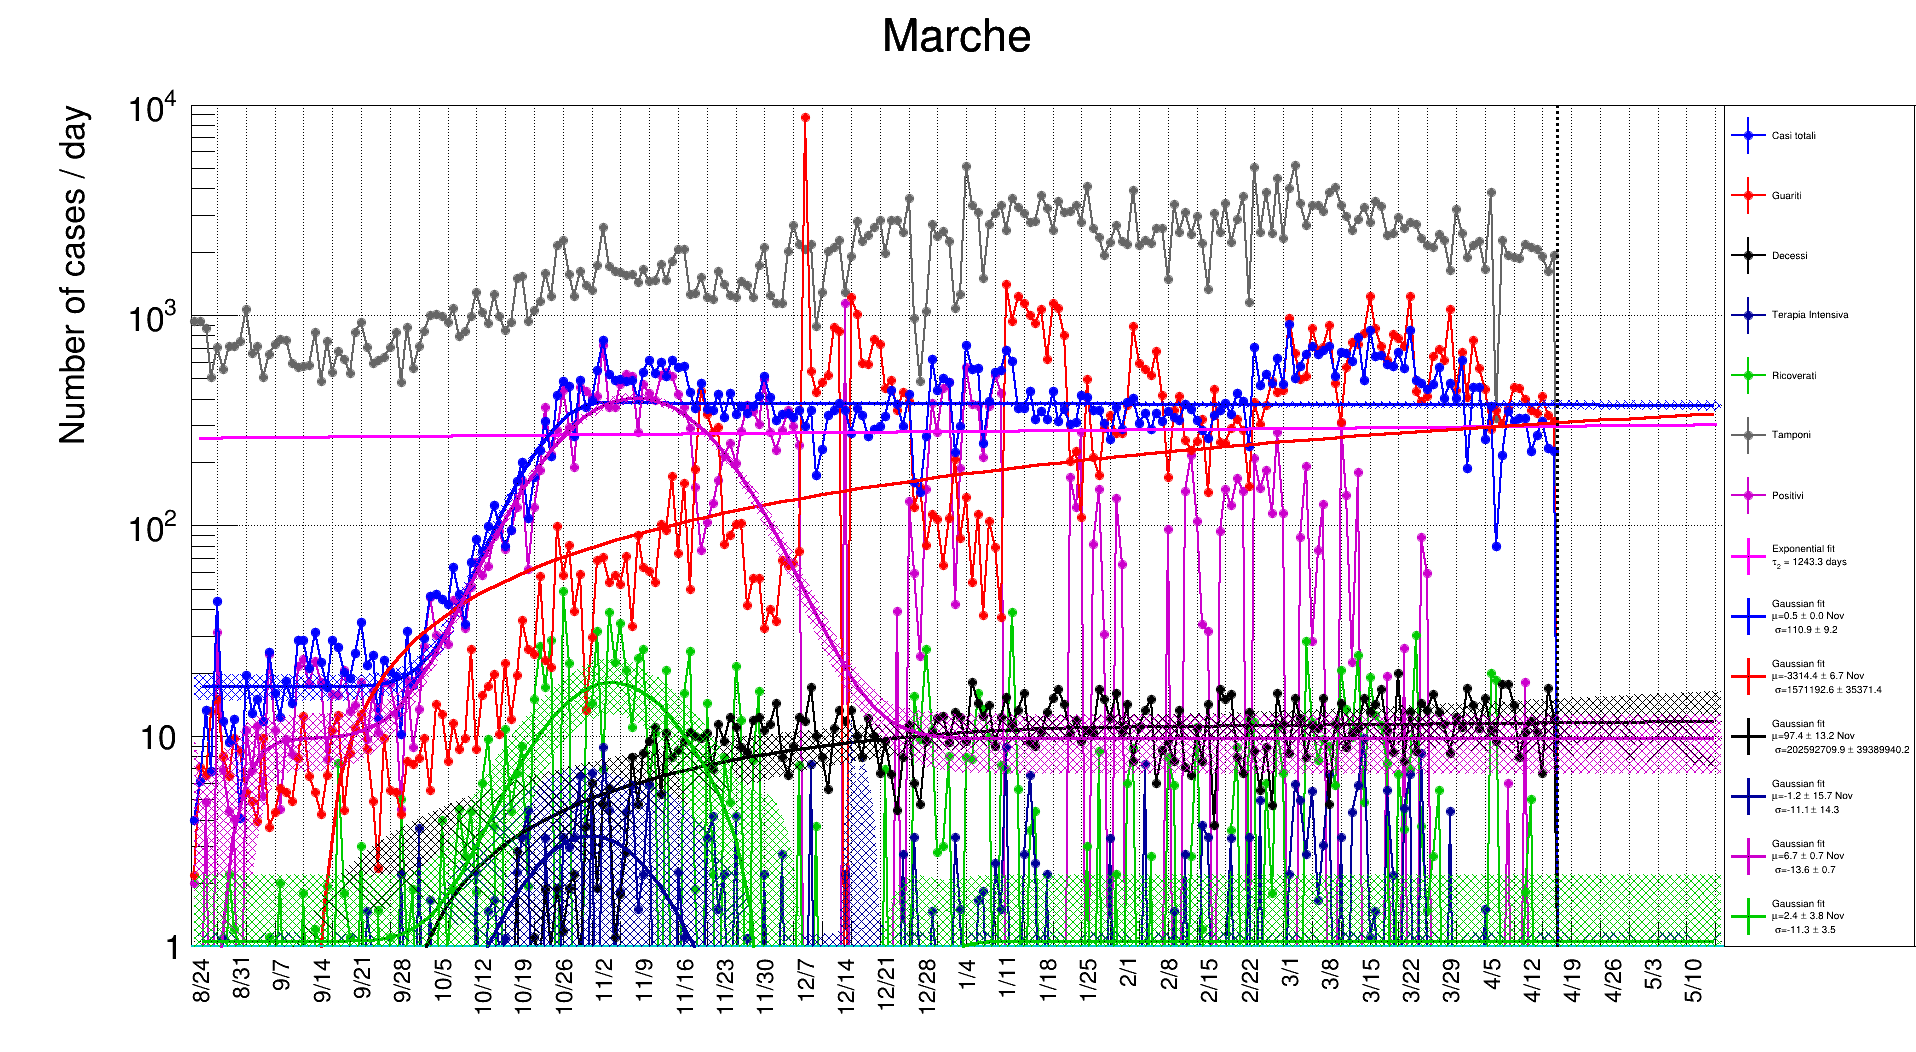 Marche
Number of cases / day
10^4
10^3
10^2
10
1
8/24
8/31
9/7
9/14
9/21
9/28
10/5
10/12
10/19
10/26
11/2
11/9
11/16
11/23
11/30
12/7
12/14
12/21
12/28
1/4
1/11
1/18
1/25
2/1
2/8
2/15
2/22
3/1
3/8
3/15
3/22
3/29
4/5
4/12
4/19
4/26
5/3
5/10
Casi totali
Guariti
Decessi
Terapia Intensiva
Ricoverati
Tamponi
Positivi
Exponential fit
τ₂ = 1243.3 days
Gaussian fit
μ=0.5 ± 0.0 Nov
σ=110.9 ± 9.2
Gaussian fit
μ=-3314.4 ± 6.7 Nov
σ=1571192.6 ± 35371.4
Gaussian fit
μ=97.4 ± 13.2 Nov
σ=202592709.9 ± 39389940.2
Gaussian fit
μ=-1.2 ± 15.7 Nov
σ=-11.1 ± 14.3
Gaussian fit
μ=6.7 ± 0.7 Nov
σ=-13.6 ± 0.7
Gaussian fit
μ=2.4 ± 3.8 Nov
σ=-11.3 ± 3.5